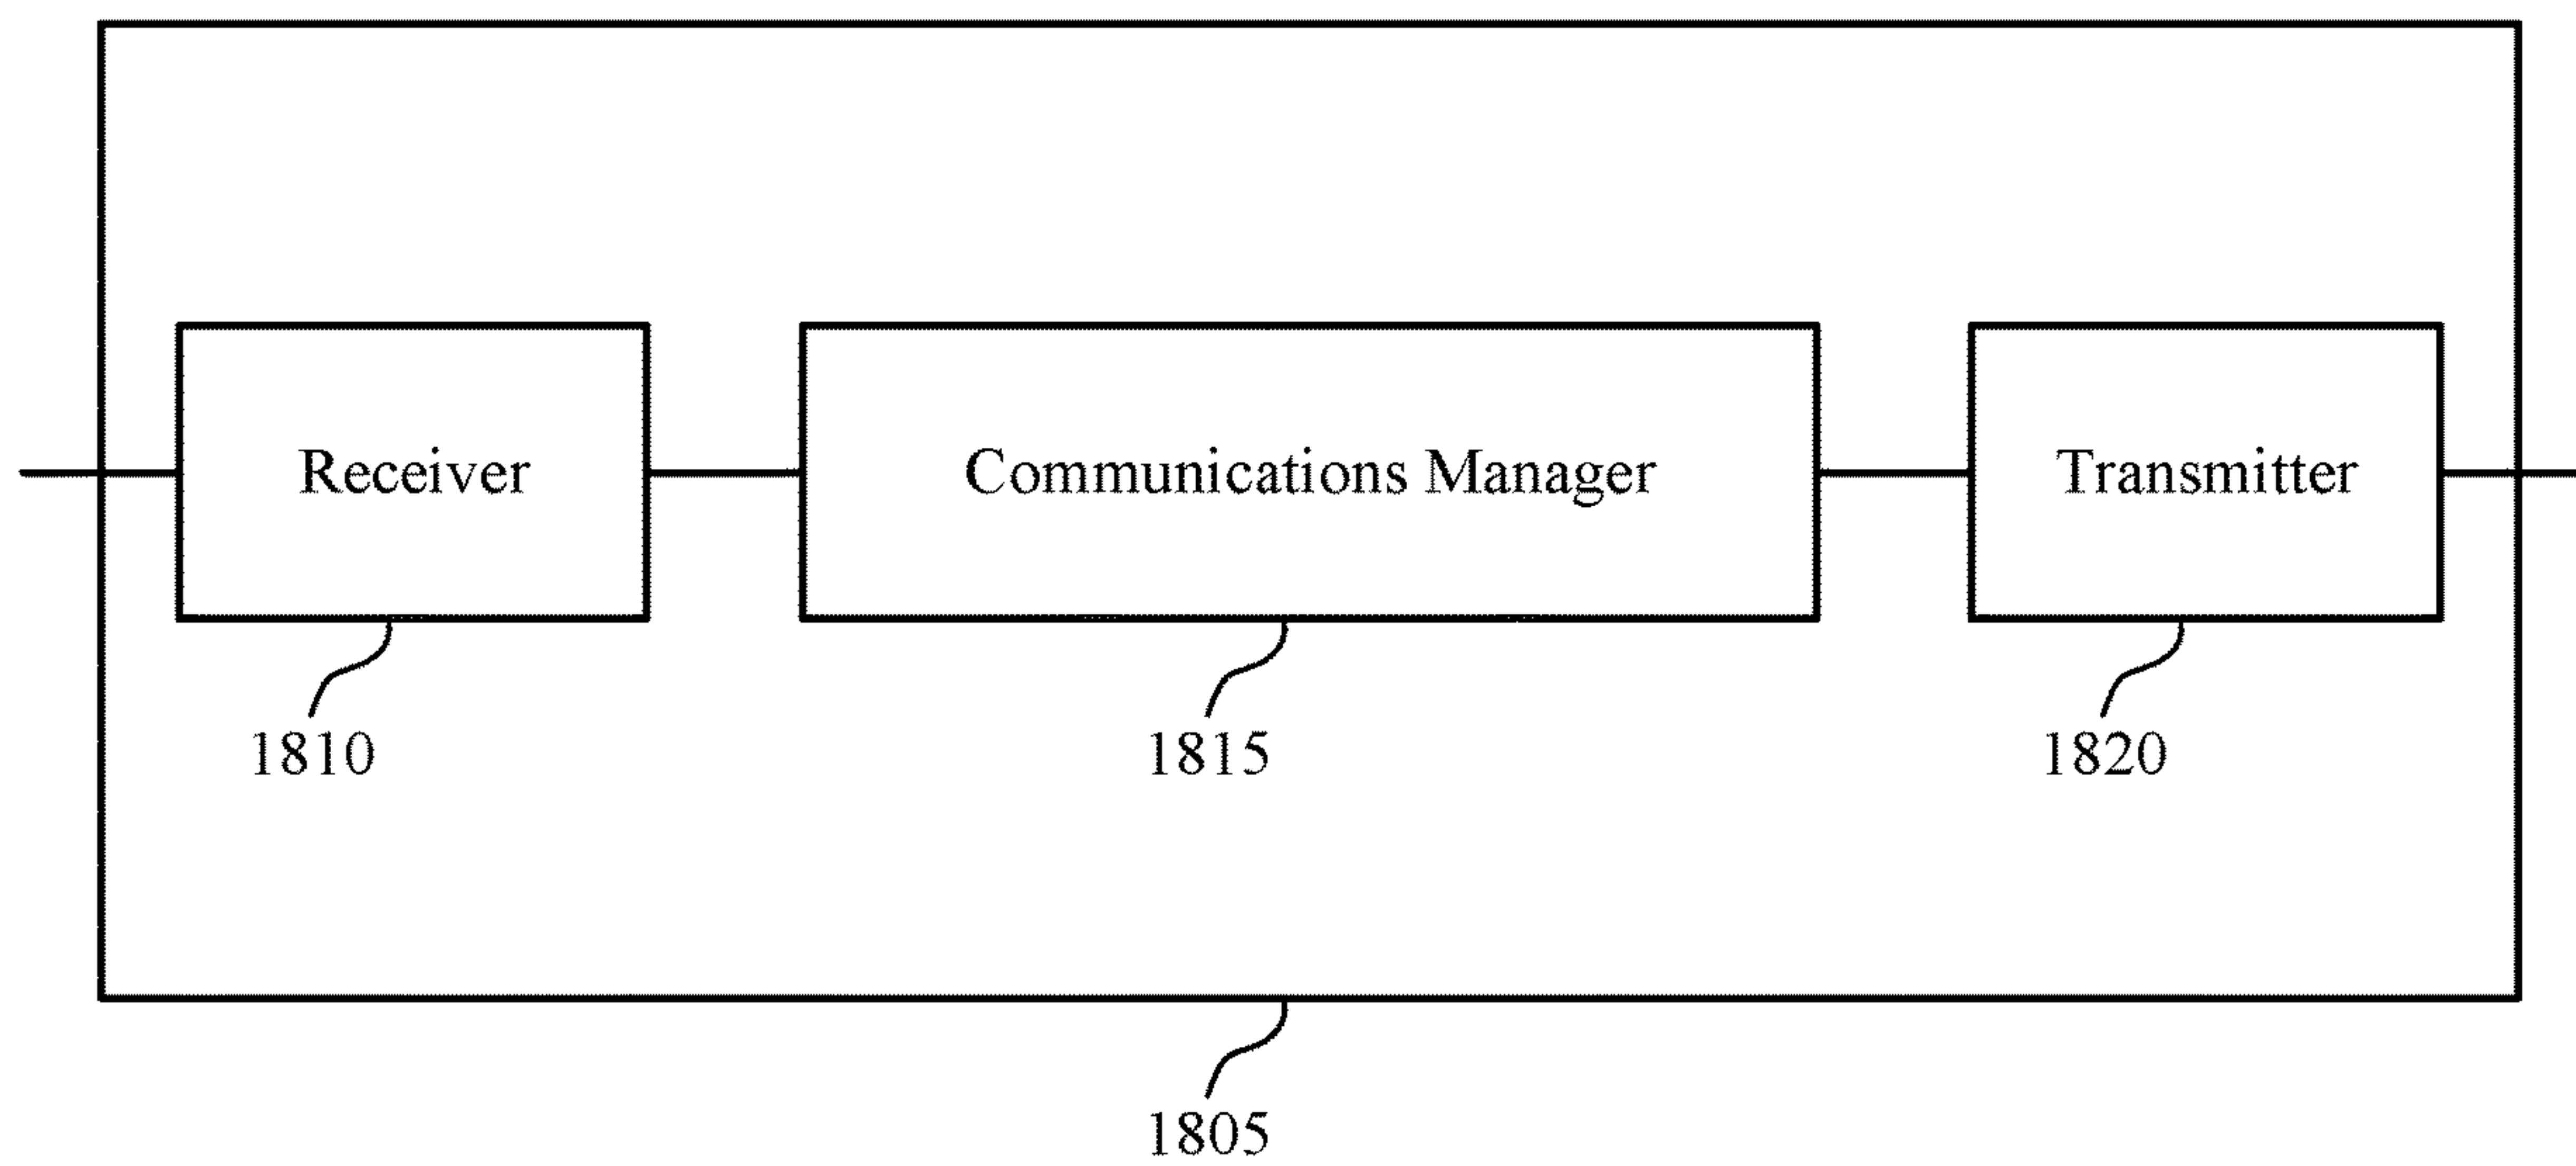 Receiver
Communications Manager
Transmitter
1810
1815
1820
1805